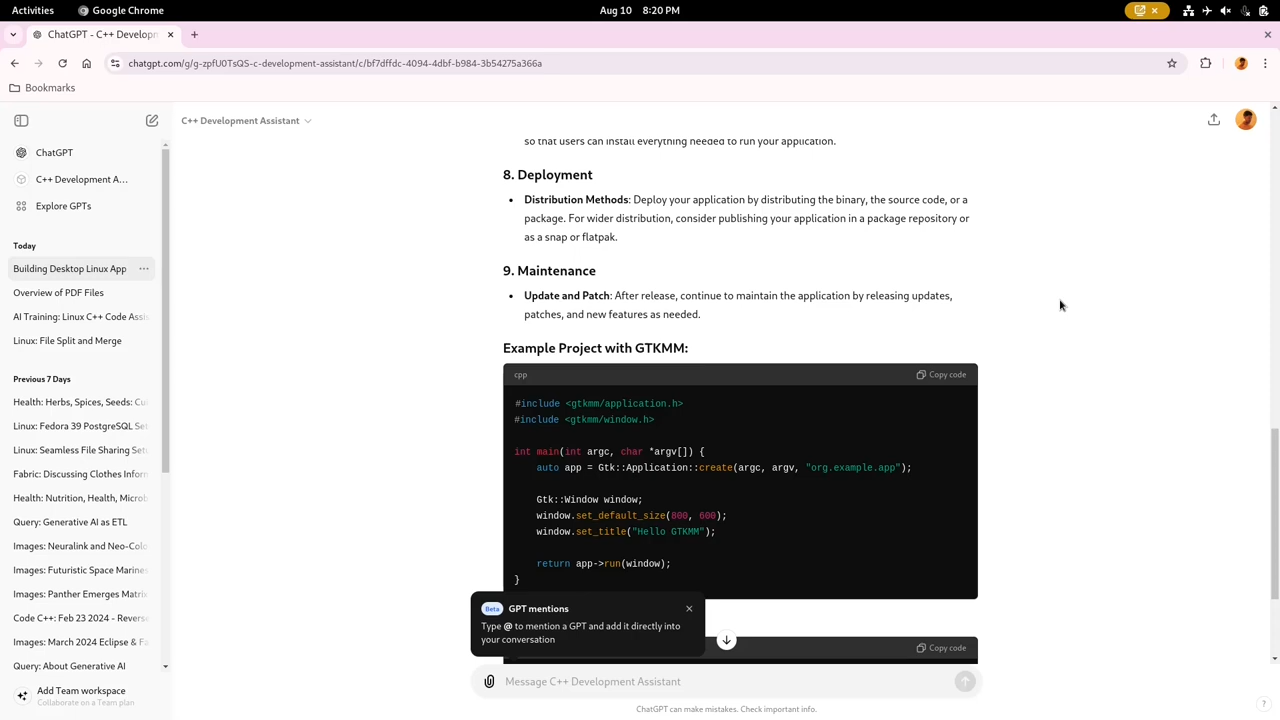 Activities
Google Chrome
Aug 10 8:20 PM
ChatGPT - C++ Developm
chatgpt.com/g/g-zpfU0TsQS-c-development-assistant/c/bf7dffdc-4094-4dbf-b984-3b54275a366a
Bookmarks
ChatGPT
C++ Development A...
Explore GPTs
Today
Building Desktop Linux App
Overview of PDF Files
AI Training: Linux C++ Code Assis
Linux: File Split and Merge
Previous 7 Days
Health: Herbs, Spices, Seeds: Cu
Linux: Fedora 39 PostgreSQL Set
Linux: Seamless File Sharing Setu
Fabric: Discussing Clothes Inform
Health: Nutrition, Health, Microb
Query: Generative AI as ETL
Images: Neuralink and Neo-Colo
Images: Futuristic Space Marines
Images: Panther Emerges Matrix
Code C++: Feb 23 2024 - Reverse
Images: March 2024 Eclipse & Fa
Query: About Generative AI
Add Team workspace
Collaborate on a Team plan
C++ Development Assistant
so that users can install everything needed to run your application.
8. Deployment
• Distribution Methods: Deploy your application by distributing the binary, the source code, or a
package. For wider distribution, consider publishing your application in a package repository or
as a snap or flatpak.
9. Maintenance
• Update and Patch: After release, continue to maintain the application by releasing updates,
patches, and new features as needed.
Example Project with GTKMM:
cpp
Copy code
#include <gtkmm/application.h>
#include <gtkmm/window.h>
int main(int argc, char *argv[]) {
auto app = Gtk::Application::create(argc, argv, "org.example.app");
Gtk::Window window;
window.set_default_size(800, 600);
window.set_title("Hello GTKMM");
return app->run(window);
}
Beta GPT mentions
Type @ to mention a GPT and add it directly into
your conversation
Copy code
Message C++ Development Assistant
ChatGPT can make mistakes. Check important info.
?